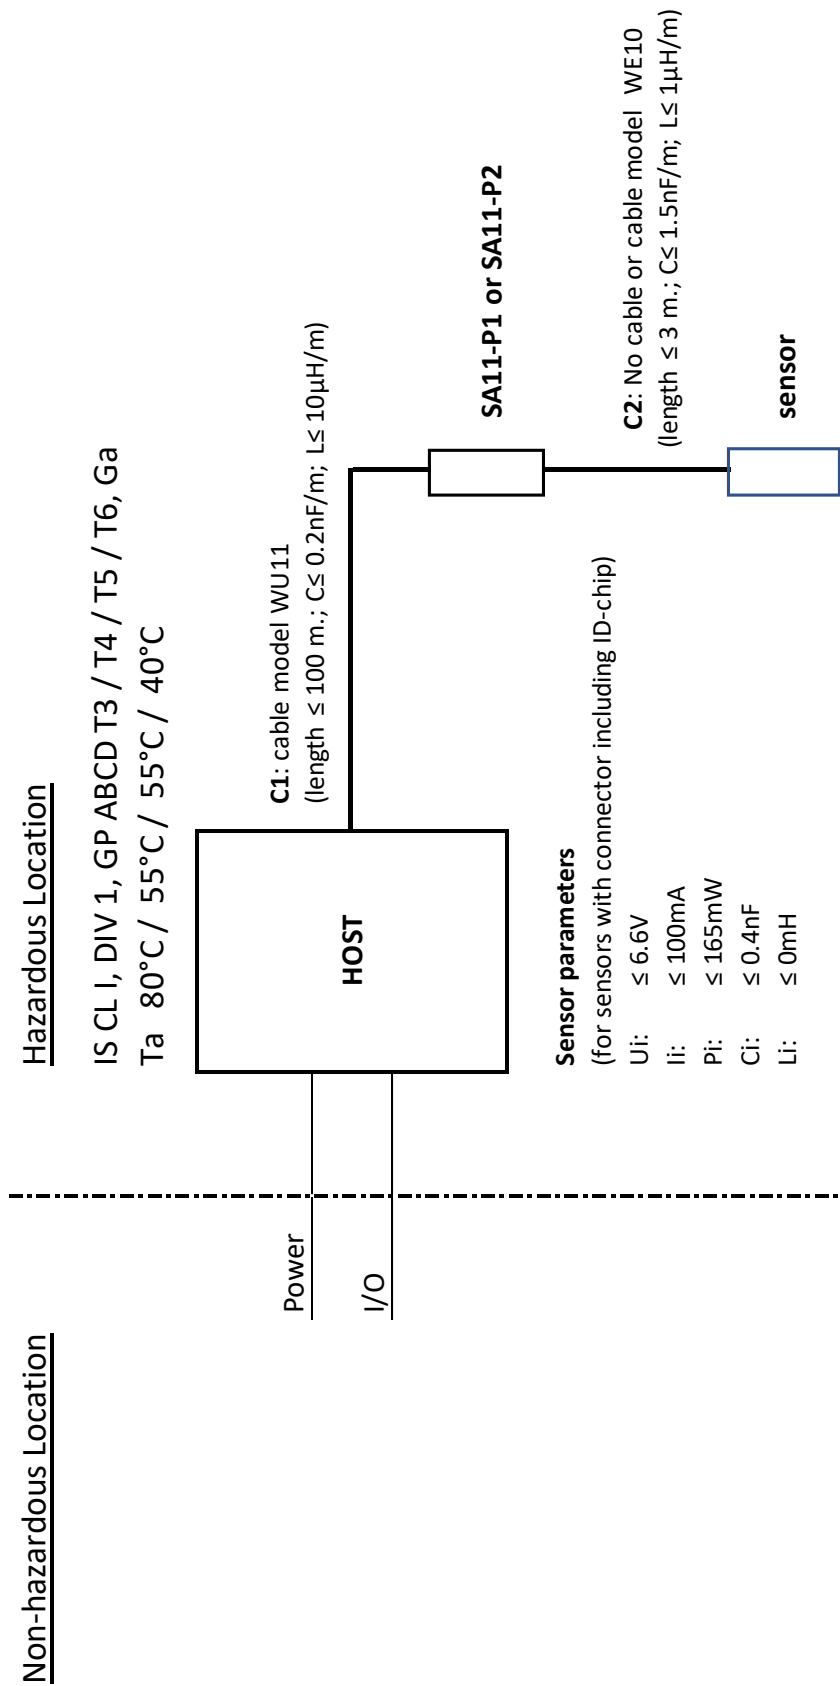 Non-hazardous Location
Hazardous Location
IS CL I, DIV 1, GP ABCD T3 / T4 / T5 / T6, Ga
Ta 80°C / 55°C / 55°C / 40°C
Power
I/O
HOST
C1: cable model WU11
(length ≤ 100 m.; C≤ 0.2nF/m; L≤ 10µH/m)
SA11-P1 or SA11-P2
Sensor parameters
(for sensors with connector including ID-chip)
Ui: ≤ 6.6V
Ii: ≤ 100mA
Pi: ≤ 165mW
Ci: ≤ 0.4nF
Li: ≤ 0mH
C2: No cable or cable model WE10
(length ≤ 3 m.; C≤ 1.5nF/m; L≤ 1µH/m)
sensor